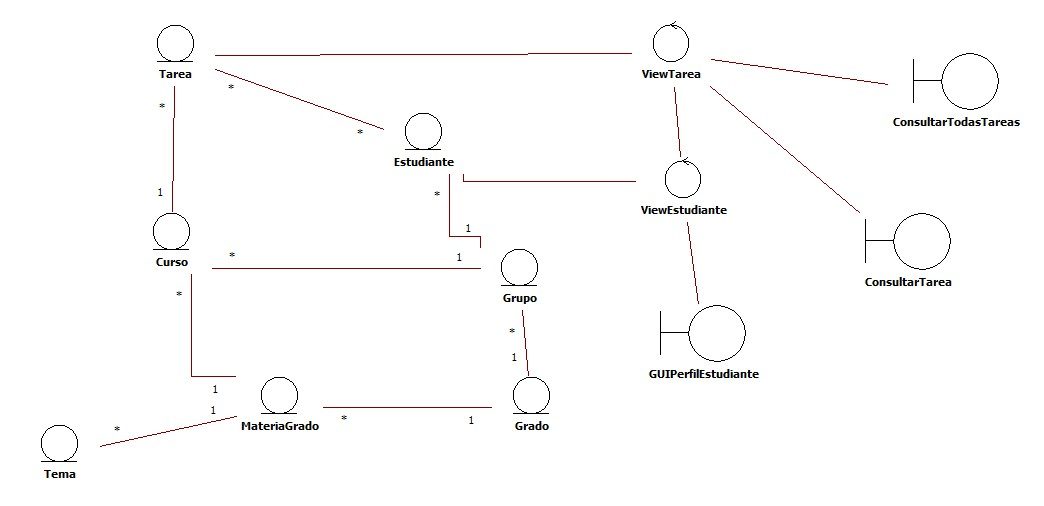 Tarea
ViewTarea
*
*
*
ConsultarTodasTareas
Estudiante
*
1
ViewEstudiante
1
*
1
Curso
*
ConsultarTarea
Grupo
*
1
GUIPerfilEstudiante
1
1
*
1
MateriaGrado
Grado
*
Tema